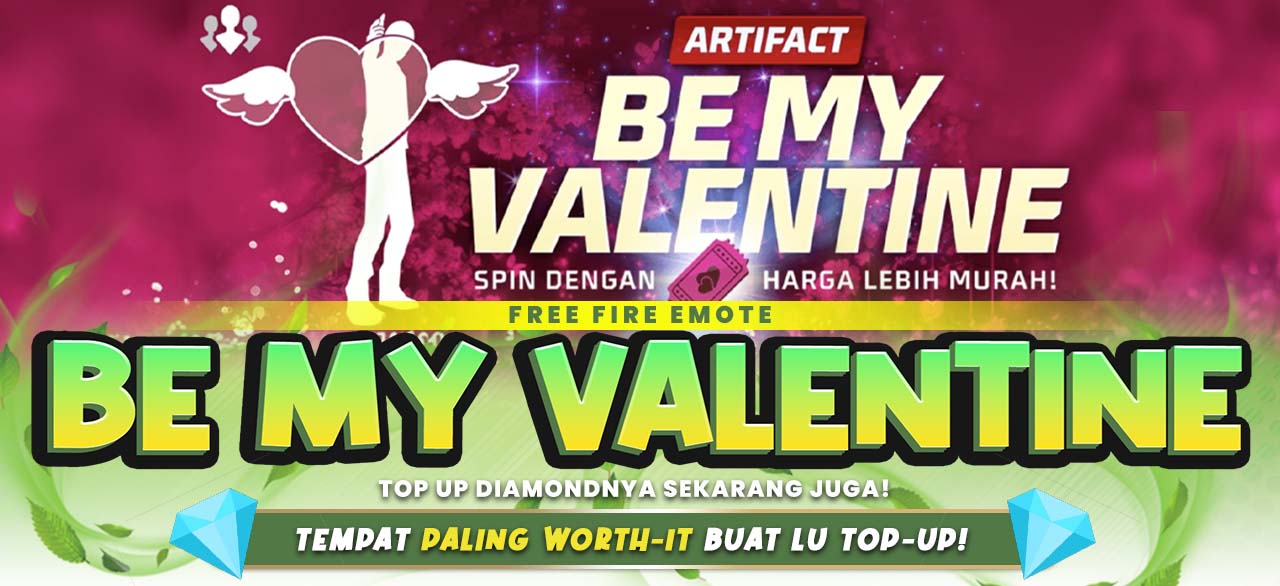 ARTIFACT
BE MY
VALENTINE
SPIN DENGAN HARGA LEBIH MURAH!
FREE FIRE EMOTE
BE MY VALENTINE
TOP UP DIAMONDNYA SEKARANG JUGA!
TEMPAT PALING WORTH-IT BUAT LU TOP-UP!